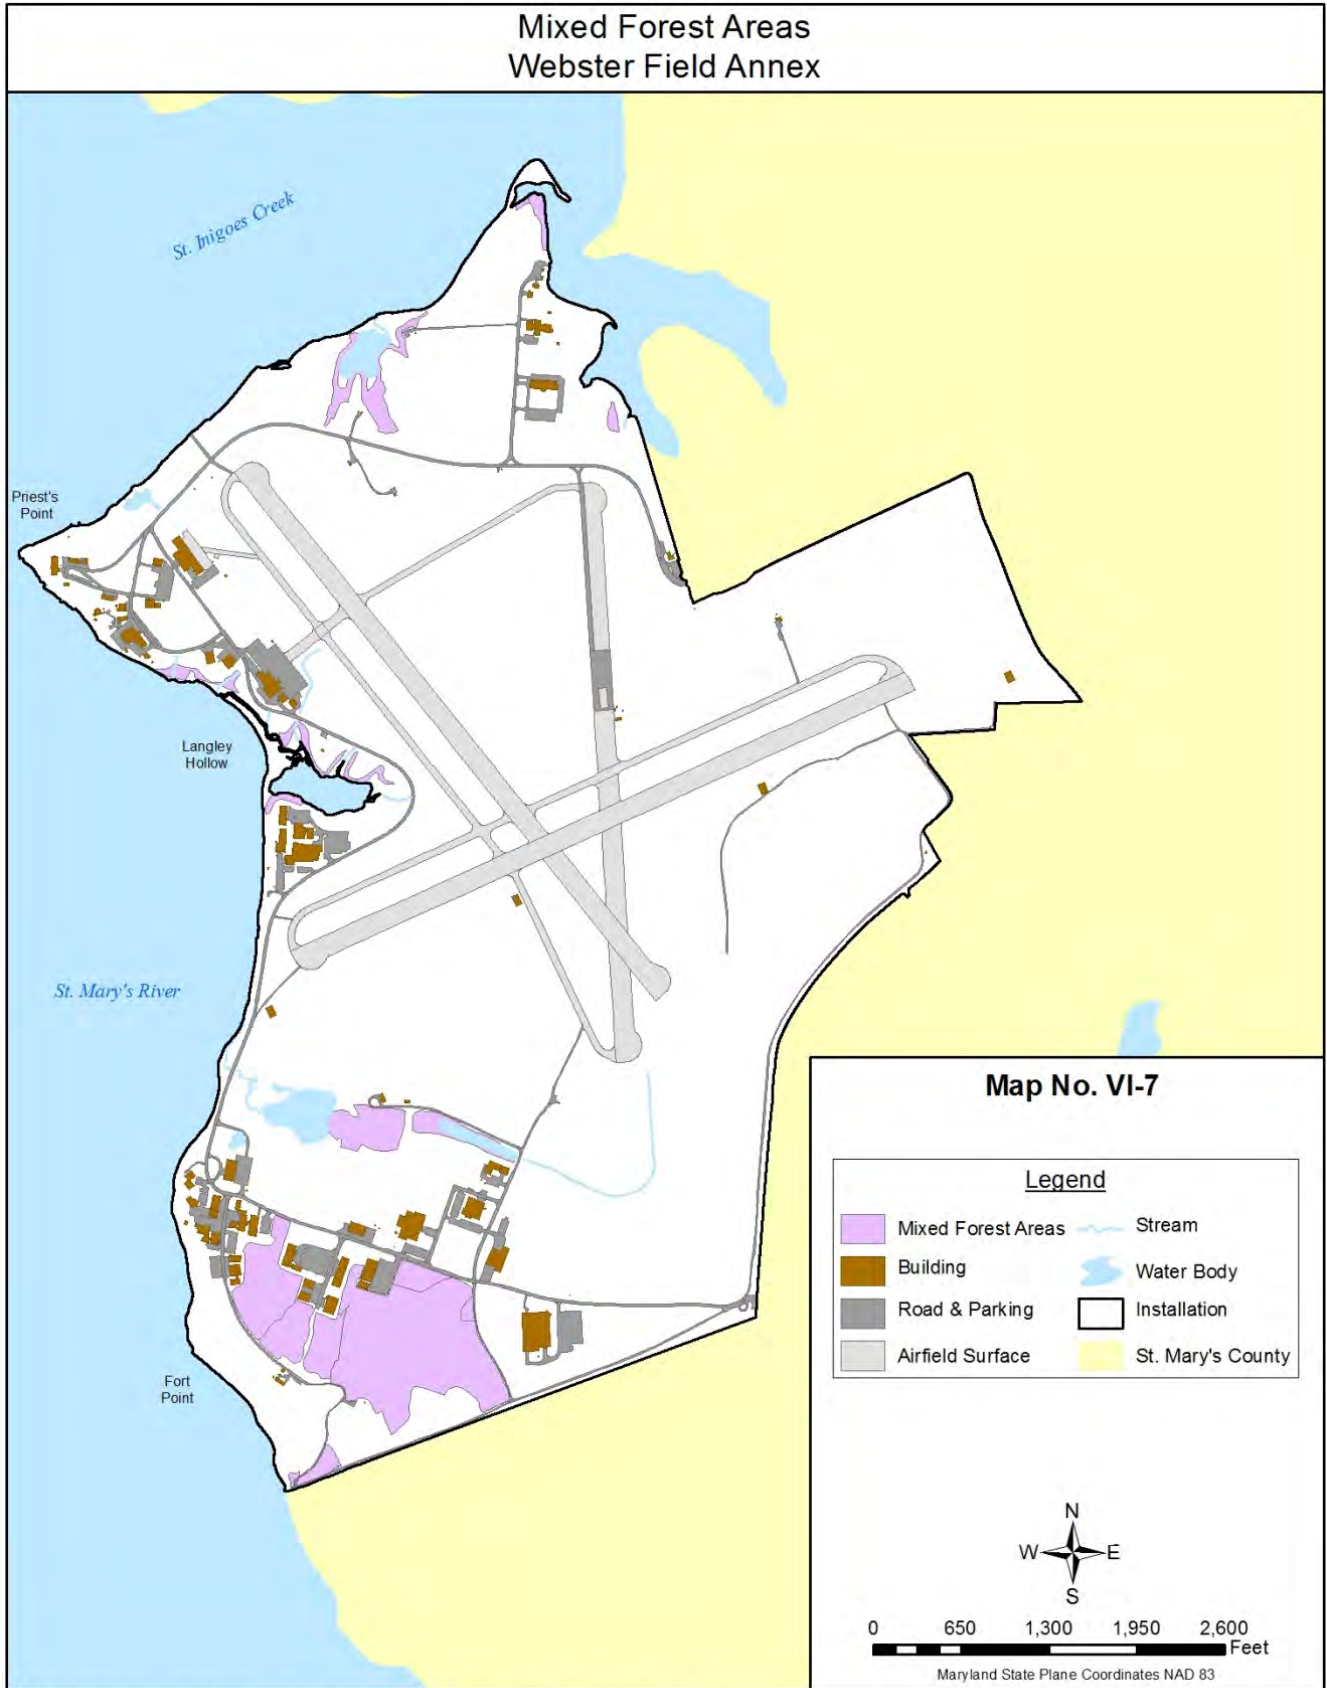 Mixed Forest Areas
Webster Field Annex
St. Inigoes Creek
Priest's
Point
Langley
Hollow
St. Mary's River
Fort
Point
Map No. VI-7
Legend
Mixed Forest Areas
Stream
Building
Water Body
Road & Parking
Installation
Airfield Surface
St. Mary's County
N
W E
S
0 650 1,300 1,950 2,600
Feet
Maryland State Plane Coordinates NAD 83